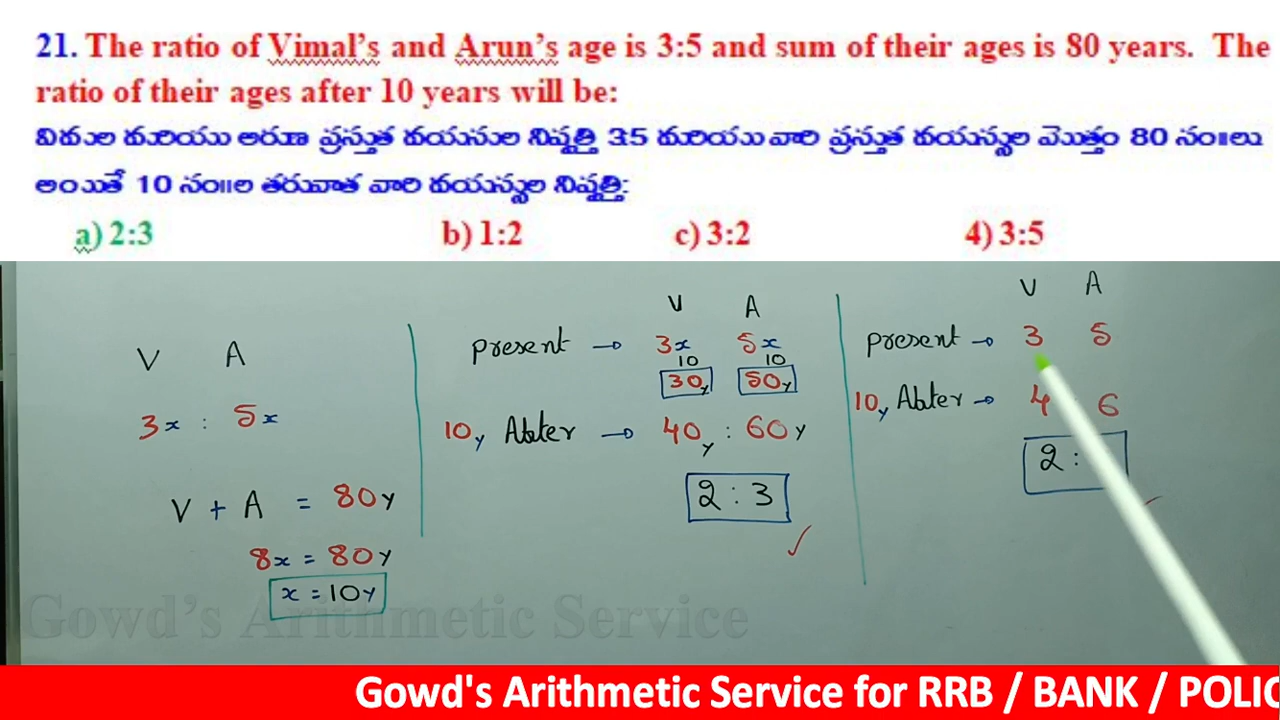 21. The ratio of Vimal's and Arun's age is 3:5 and sum of their ages is 80 years. The
ratio of their ages after 10 years will be:
విమల మరియు అరుణ ప్రస్తుత వయసుల నిష్పత్తి 3:5 మరియు వారి ప్రస్తుత వయస్సుల మొత్తం 80 సం॥లు
అయితే 10 సం॥ల తరువాత వారి వయస్సుల నిష్పత్తి:
a) 2:3 b) 1:2 c) 3:2 4) 3:5
V A
3x : 5x
V + A = 80y
8x = 80y
x = 10y
V A
present → 3x 5x
10 10
30y 50y
10y After → 40y : 60y
2 : 3
V A
present → 3 5
10y After → 4 6
2 :
Gowd's Arithmetic Service
Gowd's Arithmetic Service for RRB / BANK / POLIC